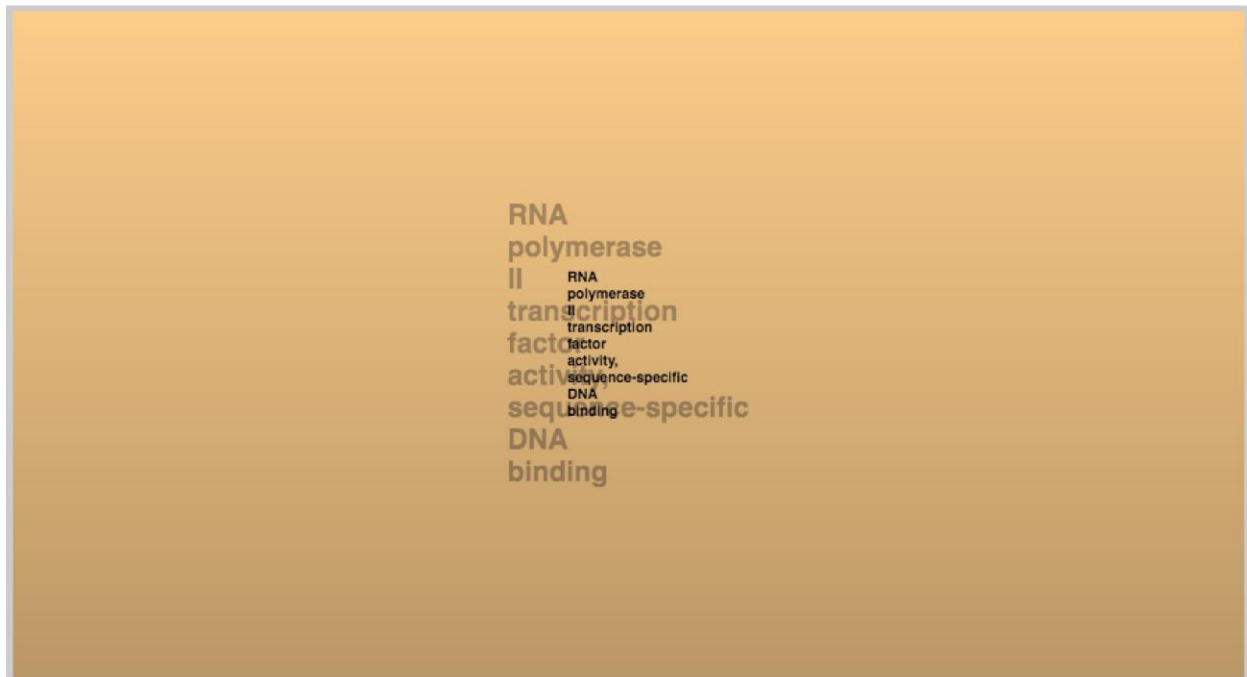 RNA
polymerase
II
transcription
factor
activity,
sequence-specific
DNA
binding
RNA
polymerase
II
transcription
factor
activity,
sequence-specific
DNA
binding